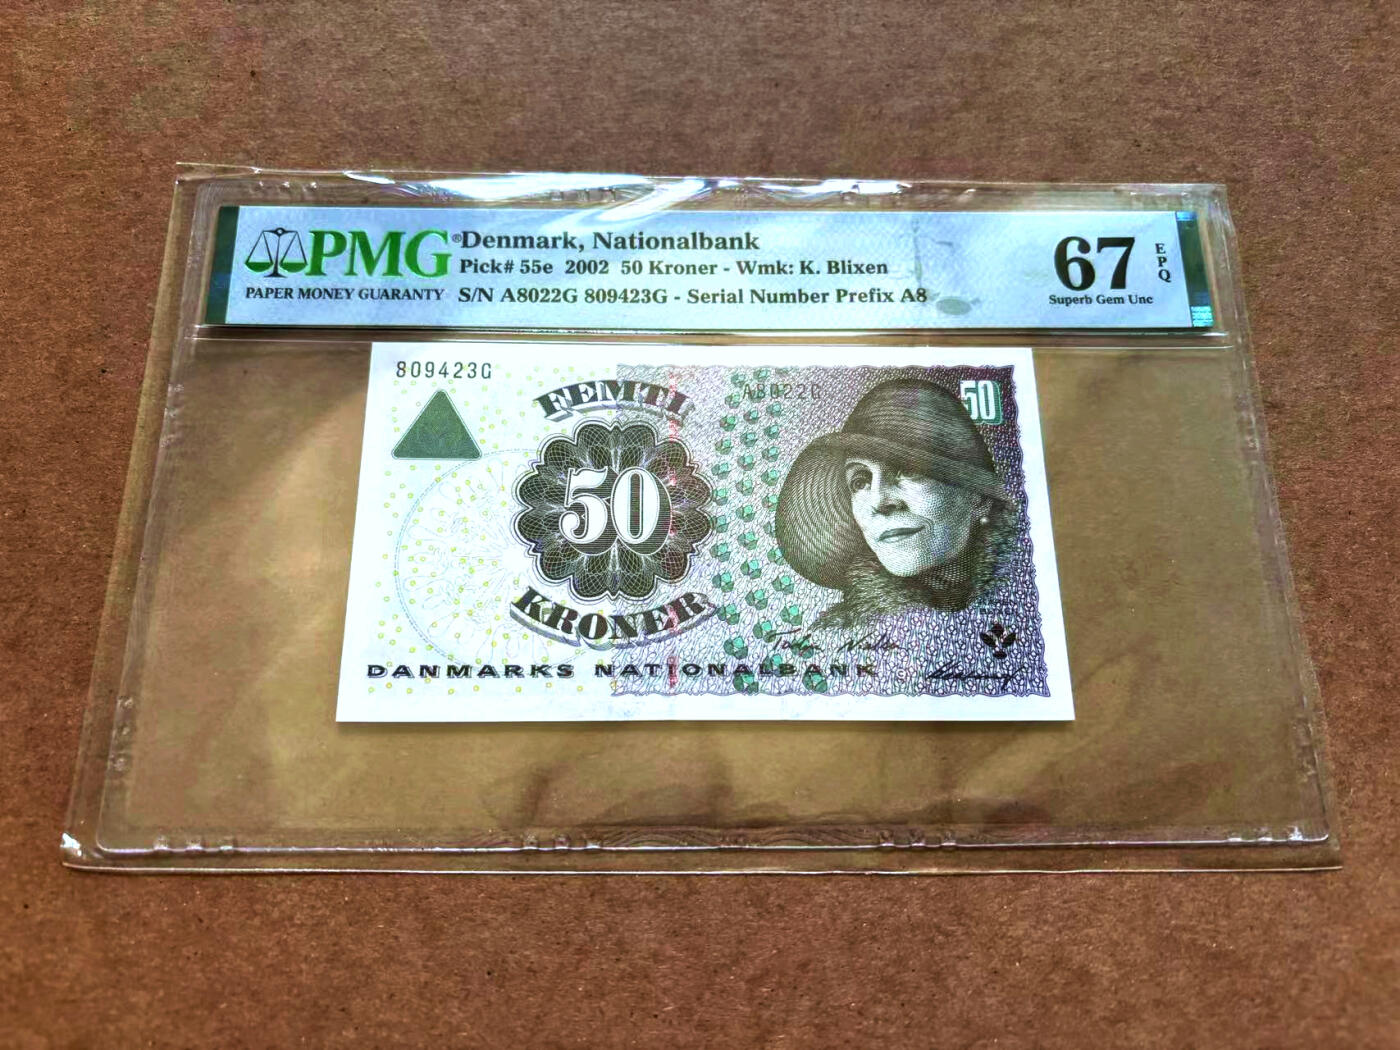 PMG® Denmark, Nationalbank
Pick# 55e 2002 50 Kroner - Wmk: K. Blixen
PAPER MONEY GUARANTY S/N A8022G 809423G - Serial Number Prefix A8
67
EPQ
Superb Gem Unc
809423G
FEMTI
A8022G
50
50
KRONER
DANMARKS NATIONALBANK